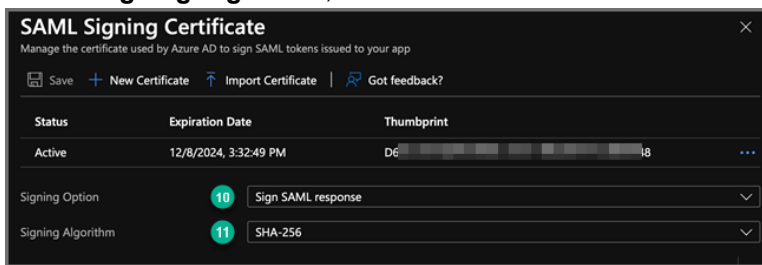 SAML Signing Certificate
Manage the certificate used by Azure AD to sign SAML tokens issued to your app
Save + New Certificate Import Certificate | Got feedback?
Status Expiration Date Thumbprint
Active 12/8/2024, 3:32:49 PM D6 48 ...
Signing Option 10 Sign SAML response
Signing Algorithm 11 SHA-256